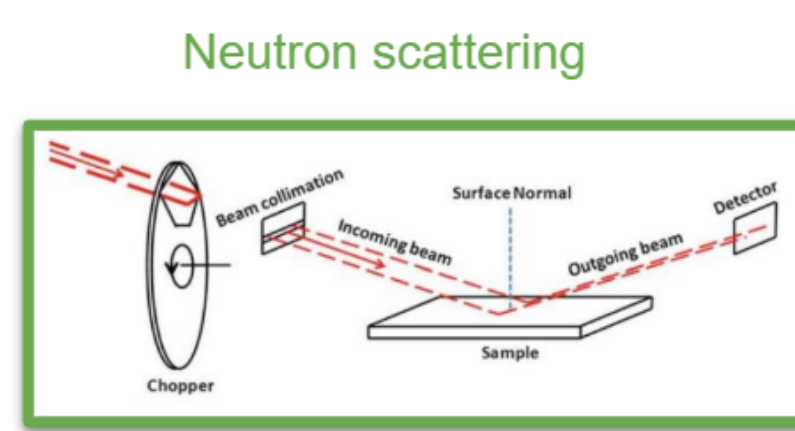 Neutron scattering
Beam collimation
Surface Normal
Detector
Incoming beam
Outgoing beam
Sample
Chopper